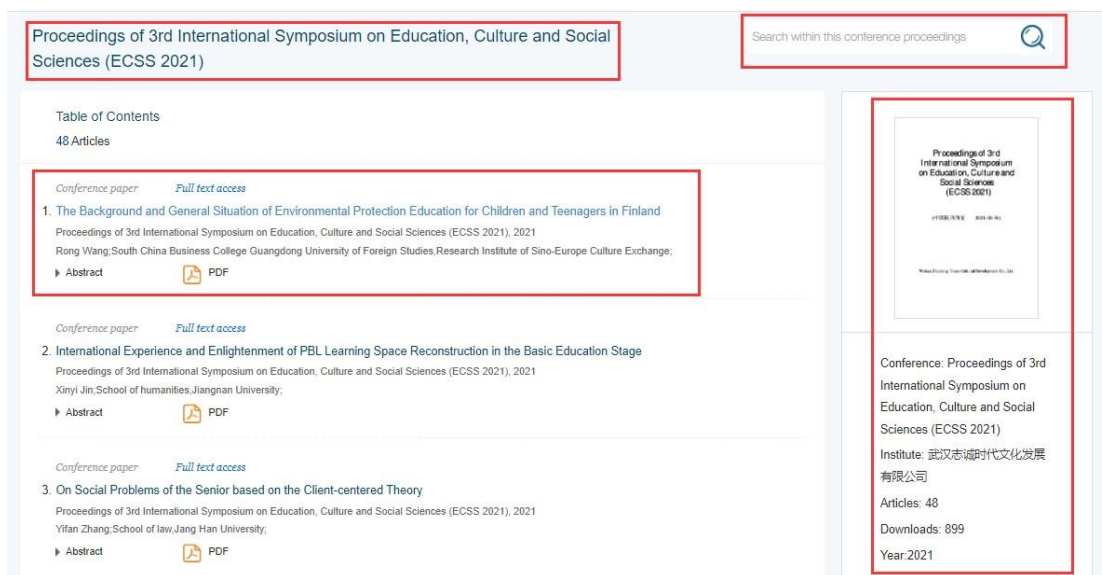 Proceedings of 3rd International Symposium on Education, Culture and Social
Sciences (ECSS 2021)
Search within this conference proceedings
Table of Contents
48 Articles
Conference paper Full text access
1. The Background and General Situation of Environmental Protection Education for Children and Teenagers in Finland
Proceedings of 3rd International Symposium on Education, Culture and Social Sciences (ECSS 2021), 2021
Rong Wang;South China Business College Guangdong University of Foreign Studies,Research Institute of Sino-Europe Culture Exchange;
Abstract PDF
Conference paper Full text access
2. International Experience and Enlightenment of PBL Learning Space Reconstruction in the Basic Education Stage
Proceedings of 3rd International Symposium on Education, Culture and Social Sciences (ECSS 2021), 2021
Xinyi Jin;School of humanities,Jiangnan University;
Abstract PDF
Conference paper Full text access
3. On Social Problems of the Senior based on the Client-centered Theory
Proceedings of 3rd International Symposium on Education, Culture and Social Sciences (ECSS 2021), 2021
Yifan Zhang;School of law,Jang Han University;
Abstract PDF
Proceedings of 3rd
International Symposium
on Education, Culture and
Social Sciences
(ECSS 2021)
Conference: Proceedings of 3rd
International Symposium on
Education, Culture and Social
Sciences (ECSS 2021)
Institute: 武汉志诚时代文化发展
有限公司
Articles: 48
Downloads: 899
Year:2021